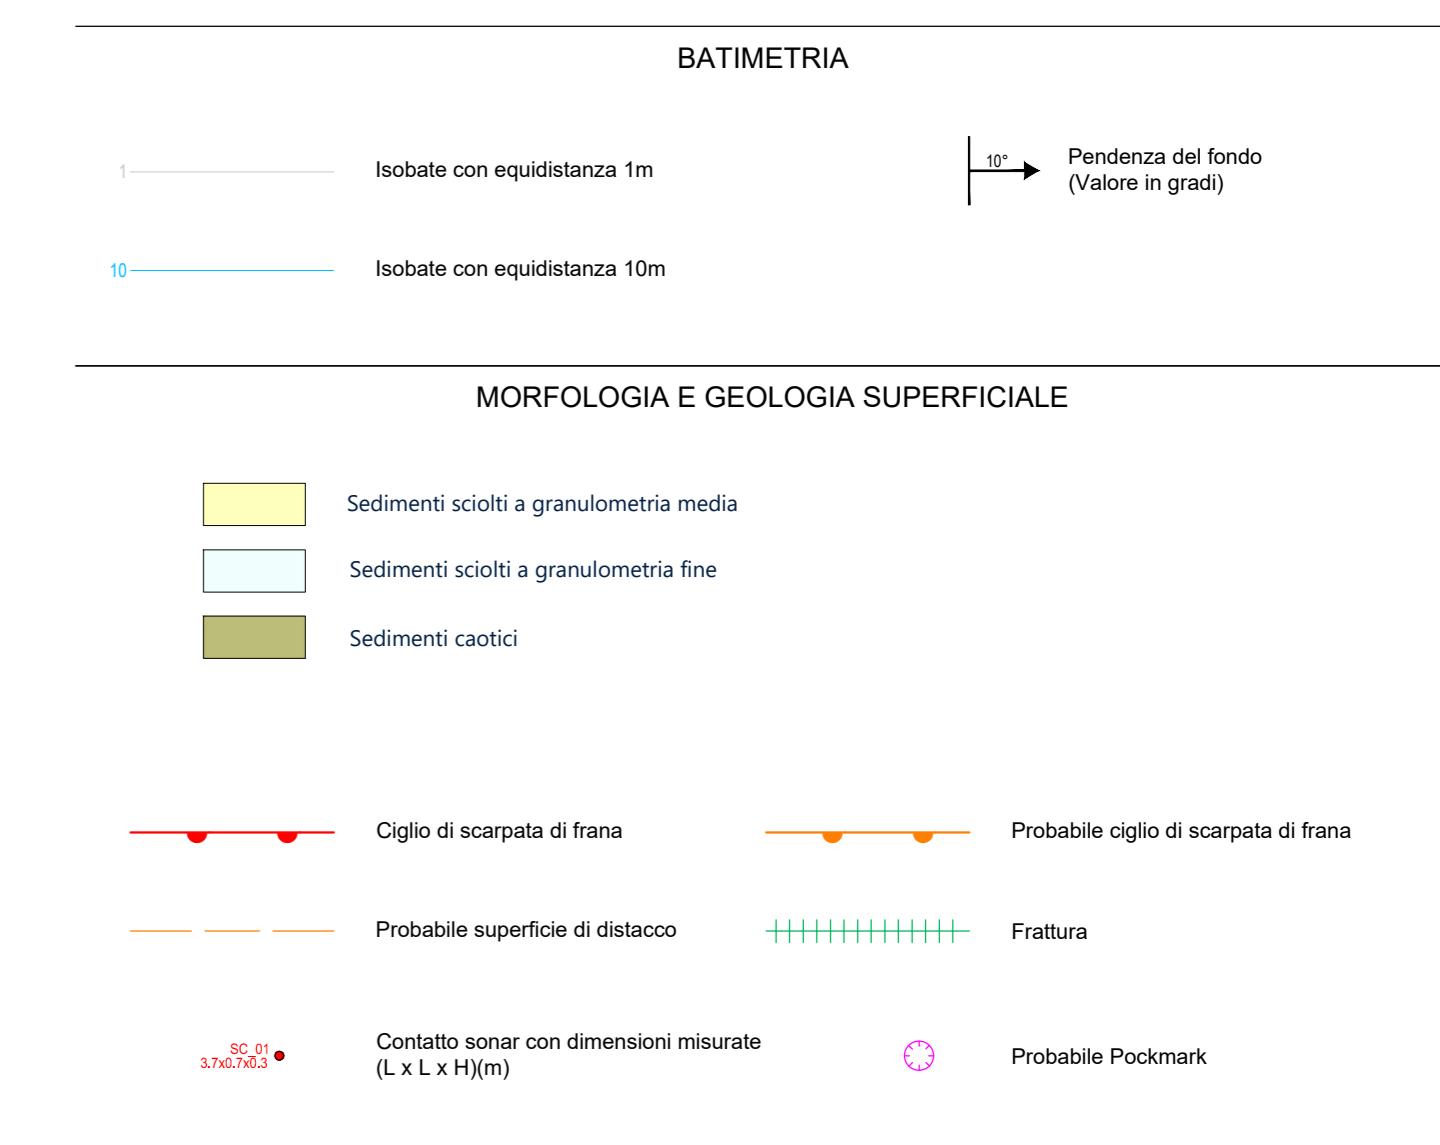 BATIMETRIA
1
Isobate con equidistanza 1m
10°
Pendenza del fondo
(Valore in gradi)
10
Isobate con equidistanza 10m
MORFOLOGIA E GEOLOGIA SUPERFICIALE
Sedimenti sciolti a granulometria media
Sedimenti sciolti a granulometria fine
Sedimenti caotici
Ciglio di scarpata di frana
Probabile ciglio di scarpata di frana
Probabile superficie di distacco
Frattura
SC_01
3.7x0.7x0.3
Contatto sonar con dimensioni misurate
(L x L x H)(m)
Probabile Pockmark